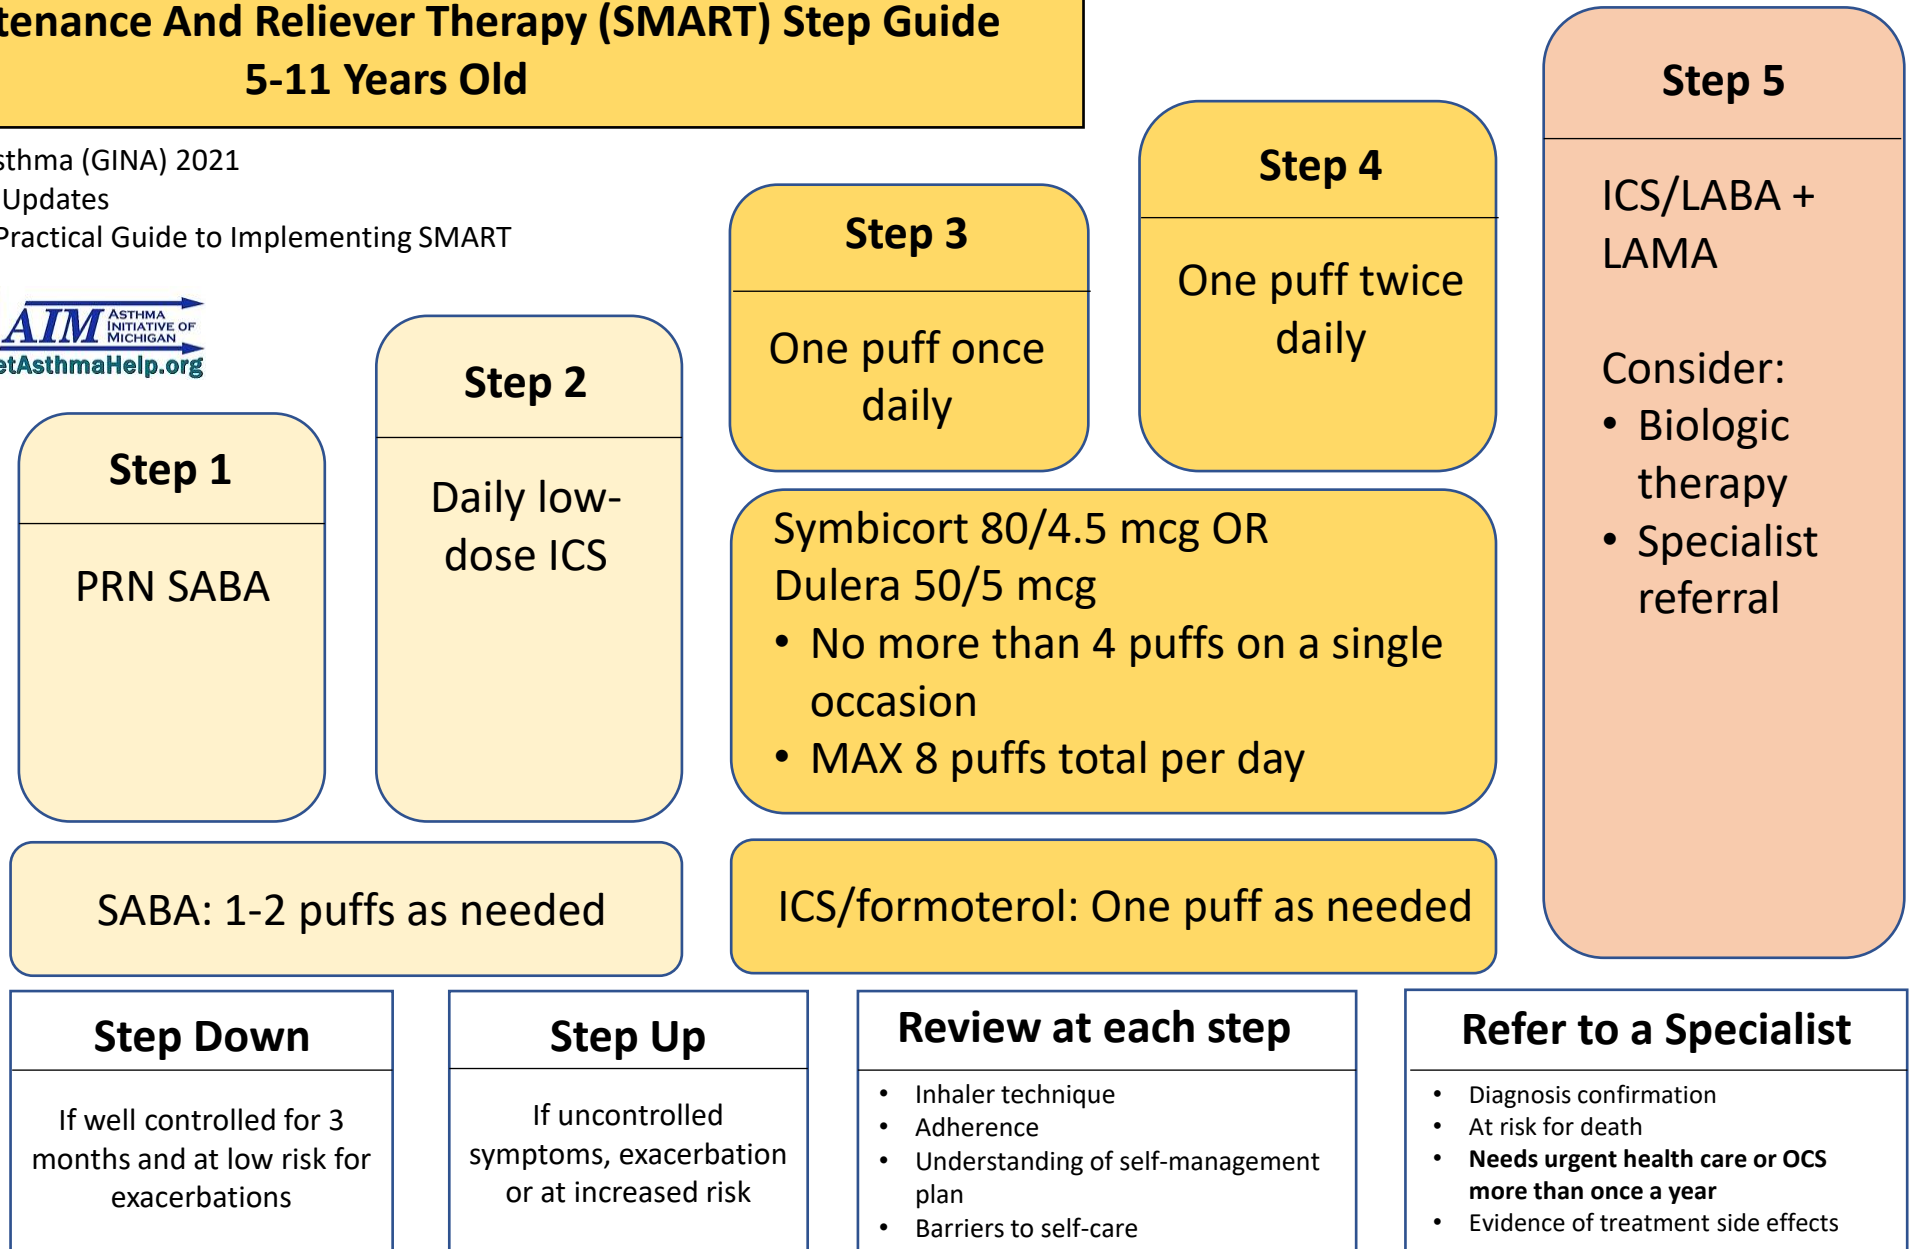 tenance And Reliever Therapy (SMART) Step Guide
5-11 Years Old
sthma (GINA) 2021
Updates
Practical Guide to Implementing SMART
AIM ASTHMA
INITIATIVE OF
MICHIGAN
etAsthmaHelp.org
Step 1
PRN SABA
Step 2
Daily low-
dose ICS
SABA: 1-2 puffs as needed
Step 3
One puff once
daily
Step 4
One puff twice
daily
Symbicort 80/4.5 mcg OR
Dulera 50/5 mcg
• No more than 4 puffs on a single
occasion
• MAX 8 puffs total per day
ICS/formoterol: One puff as needed
Step 5
ICS/LABA +
LAMA
Consider:
• Biologic
therapy
• Specialist
referral
Step Down
If well controlled for 3
months and at low risk for
exacerbations
Step Up
If uncontrolled
symptoms, exacerbation
or at increased risk
Review at each step
• Inhaler technique
• Adherence
• Understanding of self-management
plan
• Barriers to self-care
Refer to a Specialist
• Diagnosis confirmation
• At risk for death
• Needs urgent health care or OCS
more than once a year
• Evidence of treatment side effects